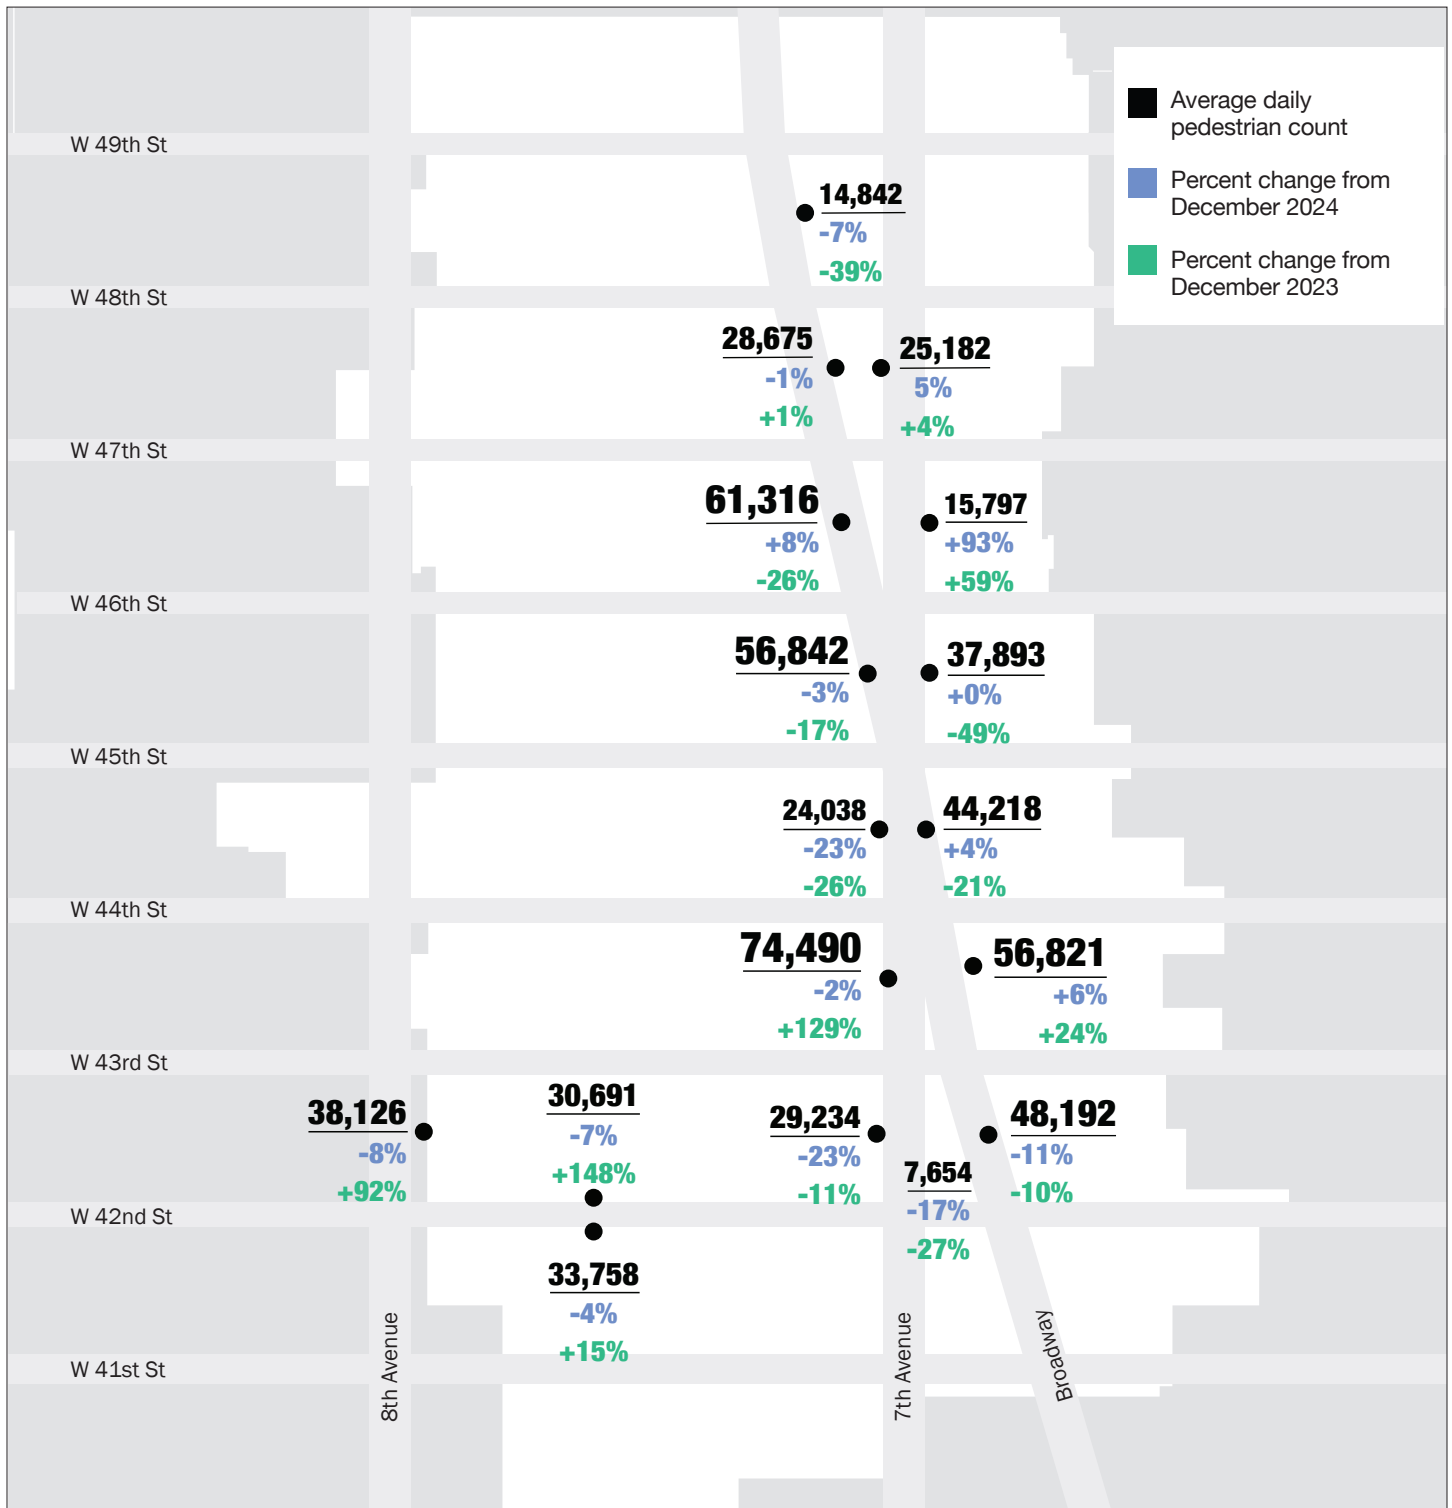 Average daily
pedestrian count
Percent change from
December 2024
Percent change from
December 2023
W 49th St
14,842
-7%
-39%
W 48th St
28,675
-1%
+1%
25,182
5%
+4%
W 47th St
61,316
+8%
-26%
15,797
+93%
+59%
W 46th St
56,842
-3%
-17%
37,893
+0%
-49%
W 45th St
24,038
-23%
-26%
44,218
+4%
-21%
W 44th St
74,490
-2%
+129%
56,821
+6%
+24%
W 43rd St
38,126
-8%
+92%
30,691
-7%
+148%
29,234
-23%
-11%
7,654
-17%
-27%
48,192
-11%
-10%
W 42nd St
33,758
-4%
+15%
W 41st St
8th Avenue
7th Avenue
Broadway